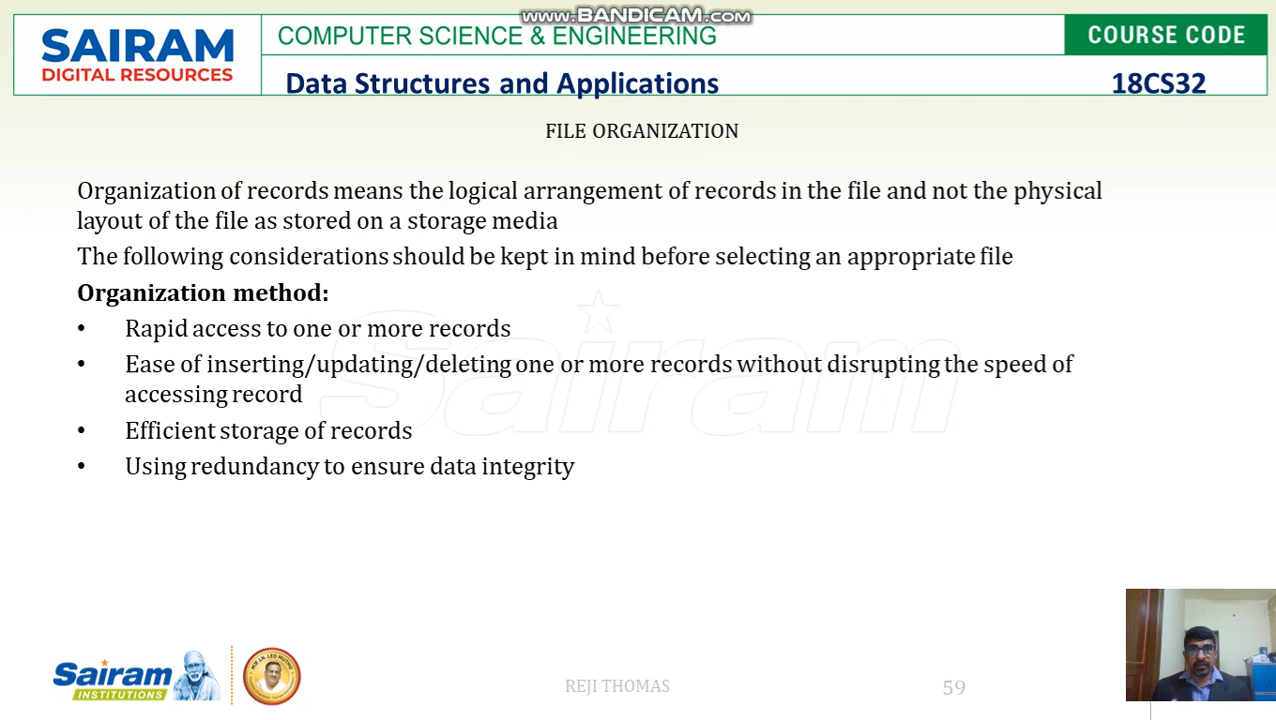 www.BANDICAM.com
SAIRAM
DIGITAL RESOURCES
COMPUTER SCIENCE & ENGINEERING
COURSE CODE
Data Structures and Applications
18CS32
FILE ORGANIZATION
Organization of records means the logical arrangement of records in the file and not the physical
layout of the file as stored on a storage media
The following considerations should be kept in mind before selecting an appropriate file
Organization method:
• Rapid access to one or more records
• Ease of inserting/updating/deleting one or more records without disrupting the speed of
accessing record
• Efficient storage of records
• Using redundancy to ensure data integrity
Sairam
Sairam
INSTITUTIONS
MJF. LN. LEO MUTHU
REJI THOMAS
59